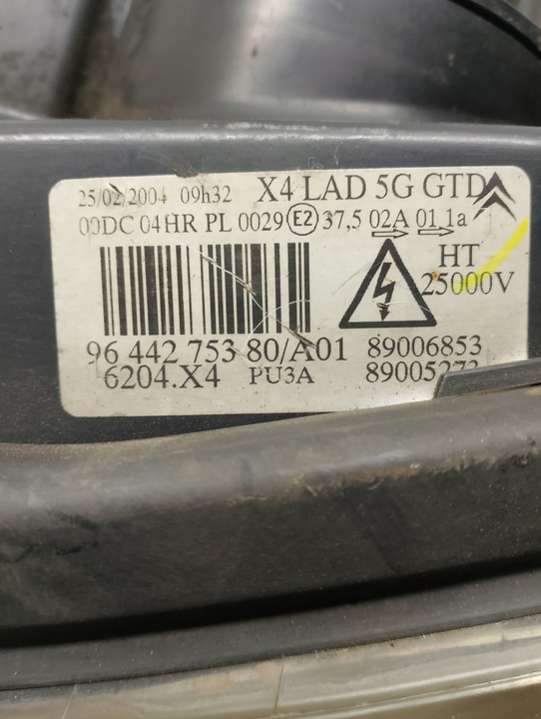 25/02/2004 09h32 X4 LAD 5G GTD
00DC 04HR PL 0029 E2 37,5 02A 01 1a
HT
25000V
96 442 753 80/A01 89006853
6204.X4 PU3A 89005273